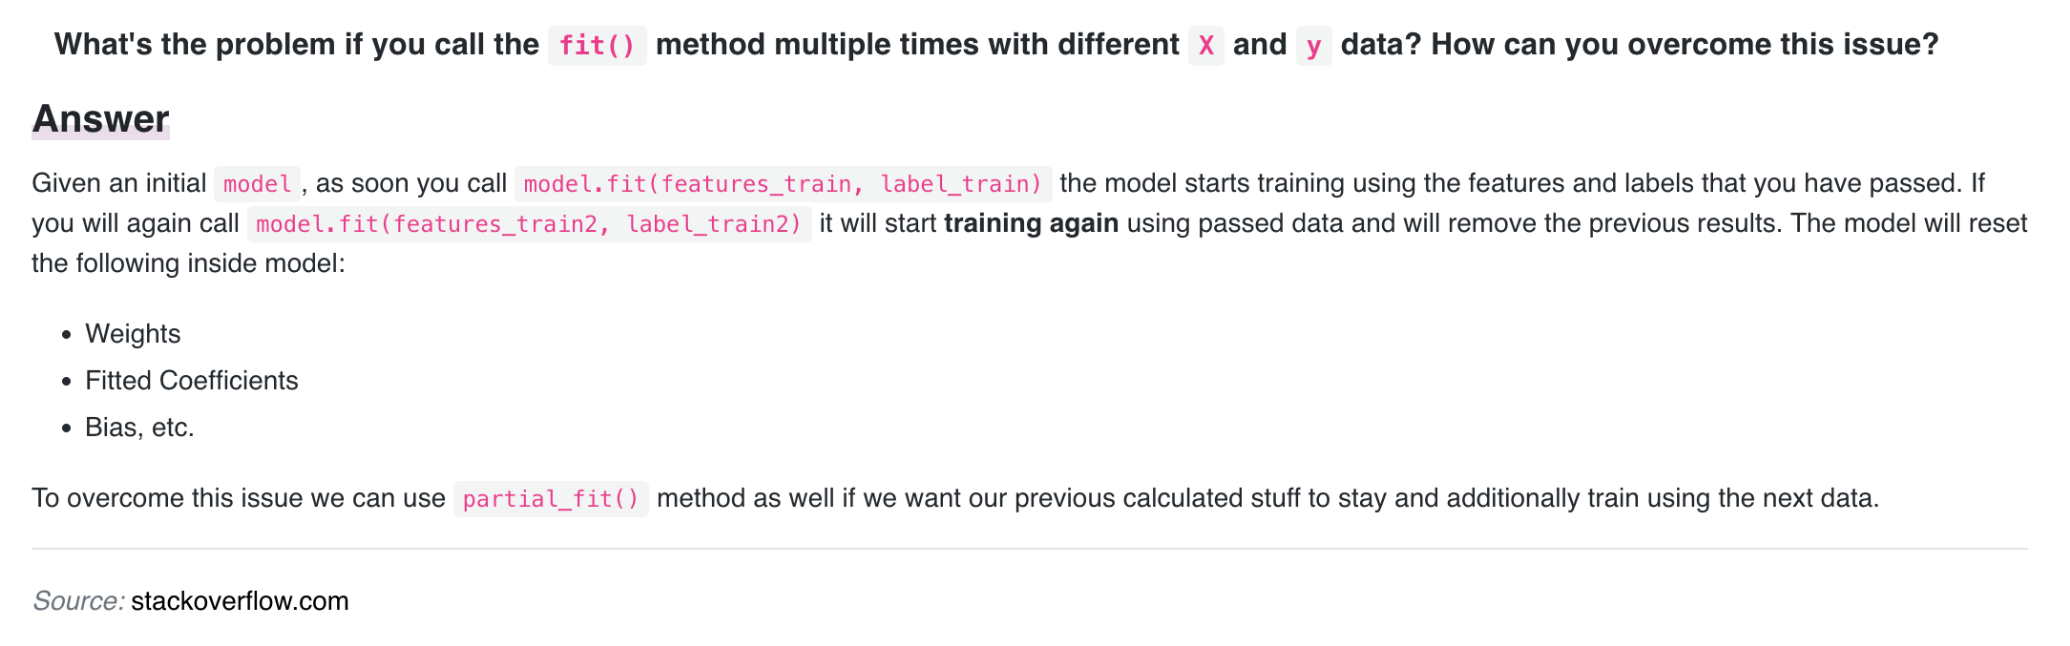 What's the problem if you call the fit() method multiple times with different X and y data? How can you overcome this issue?
Answer
Given an initial model , as soon you call model.fit(features_train, label_train) the model starts training using the features and labels that you have passed. If
you will again call model.fit(features_train2, label_train2) it will start training again using passed data and will remove the previous results. The model will reset
the following inside model:
• Weights
• Fitted Coefficients
• Bias, etc.
To overcome this issue we can use partial_fit() method as well if we want our previous calculated stuff to stay and additionally train using the next data.
Source: stackoverflow.com